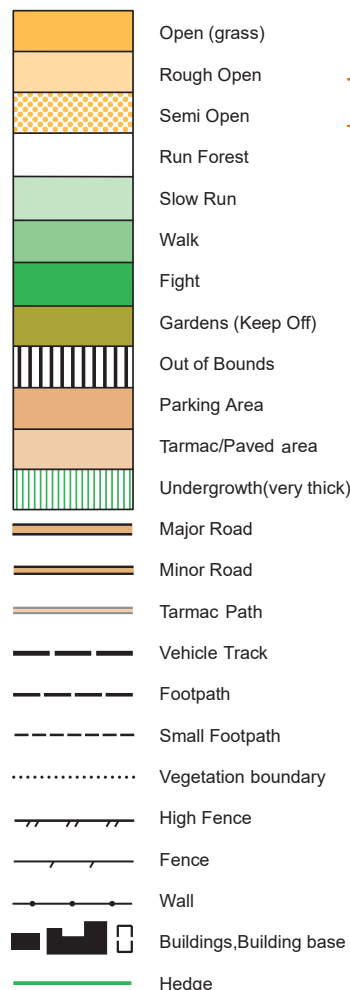 Open (grass)
Rough Open
Semi Open
Run Forest
Slow Run
Walk
Fight
Gardens (Keep Off)
Out of Bounds
Parking Area
Tarmac/Paved area
Undergrowth(very thick)
Major Road
Minor Road
Tarmac Path
Vehicle Track
Footpath
Small Footpath
Vegetation boundary
High Fence
Fence
Wall
Buildings,Building base
Hedge